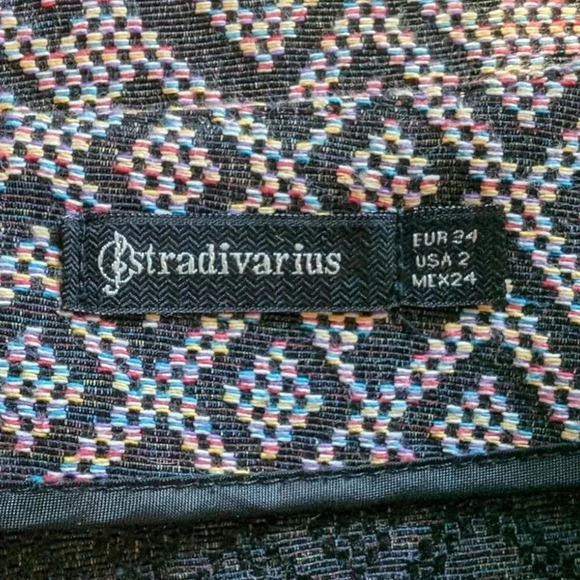 stradivarius
EUR 34
USA 2
MEX24